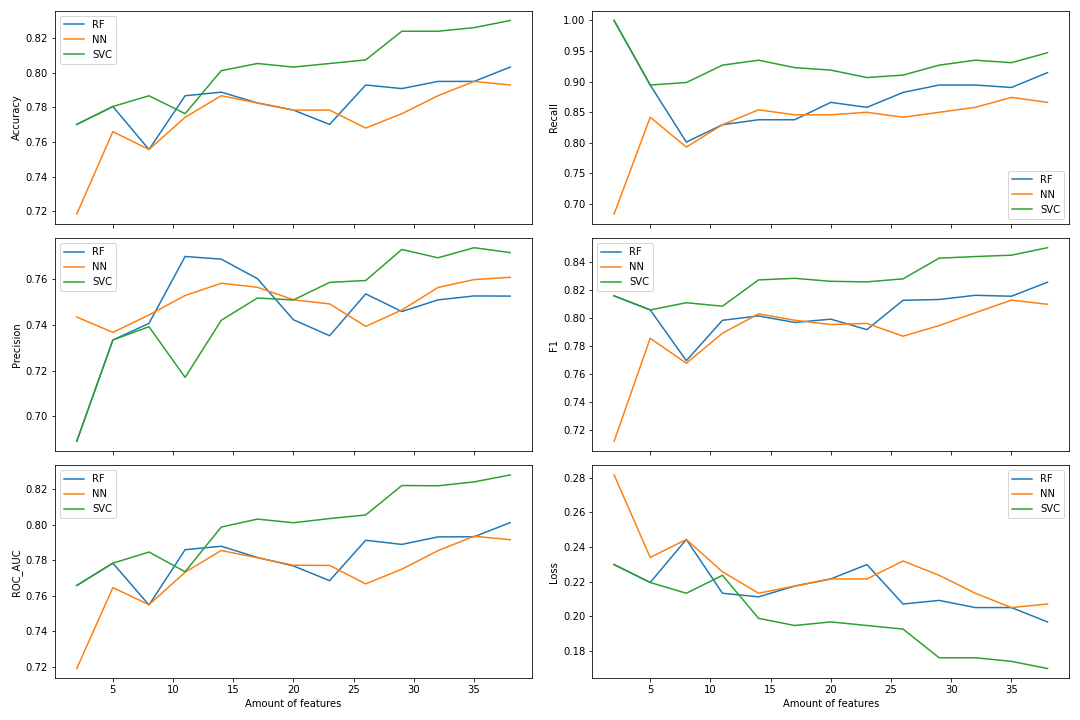 RF
NN
SVC
0.82
0.80
0.78
0.76
0.74
0.72
Accuracy
1.00
0.95
0.90
0.85
0.80
0.75
0.70
Recall
RF
NN
SVC
RF
NN
SVC
0.76
0.74
0.72
0.70
Precision
RF
NN
SVC
0.84
0.82
0.80
0.78
0.76
0.74
0.72
F1
RF
NN
SVC
0.82
0.80
0.78
0.76
0.74
0.72
ROC_AUC
5 10 15 20 25 30 35
Amount of features
RF
NN
SVC
0.28
0.26
0.24
0.22
0.20
0.18
Loss
5 10 15 20 25 30 35
Amount of features